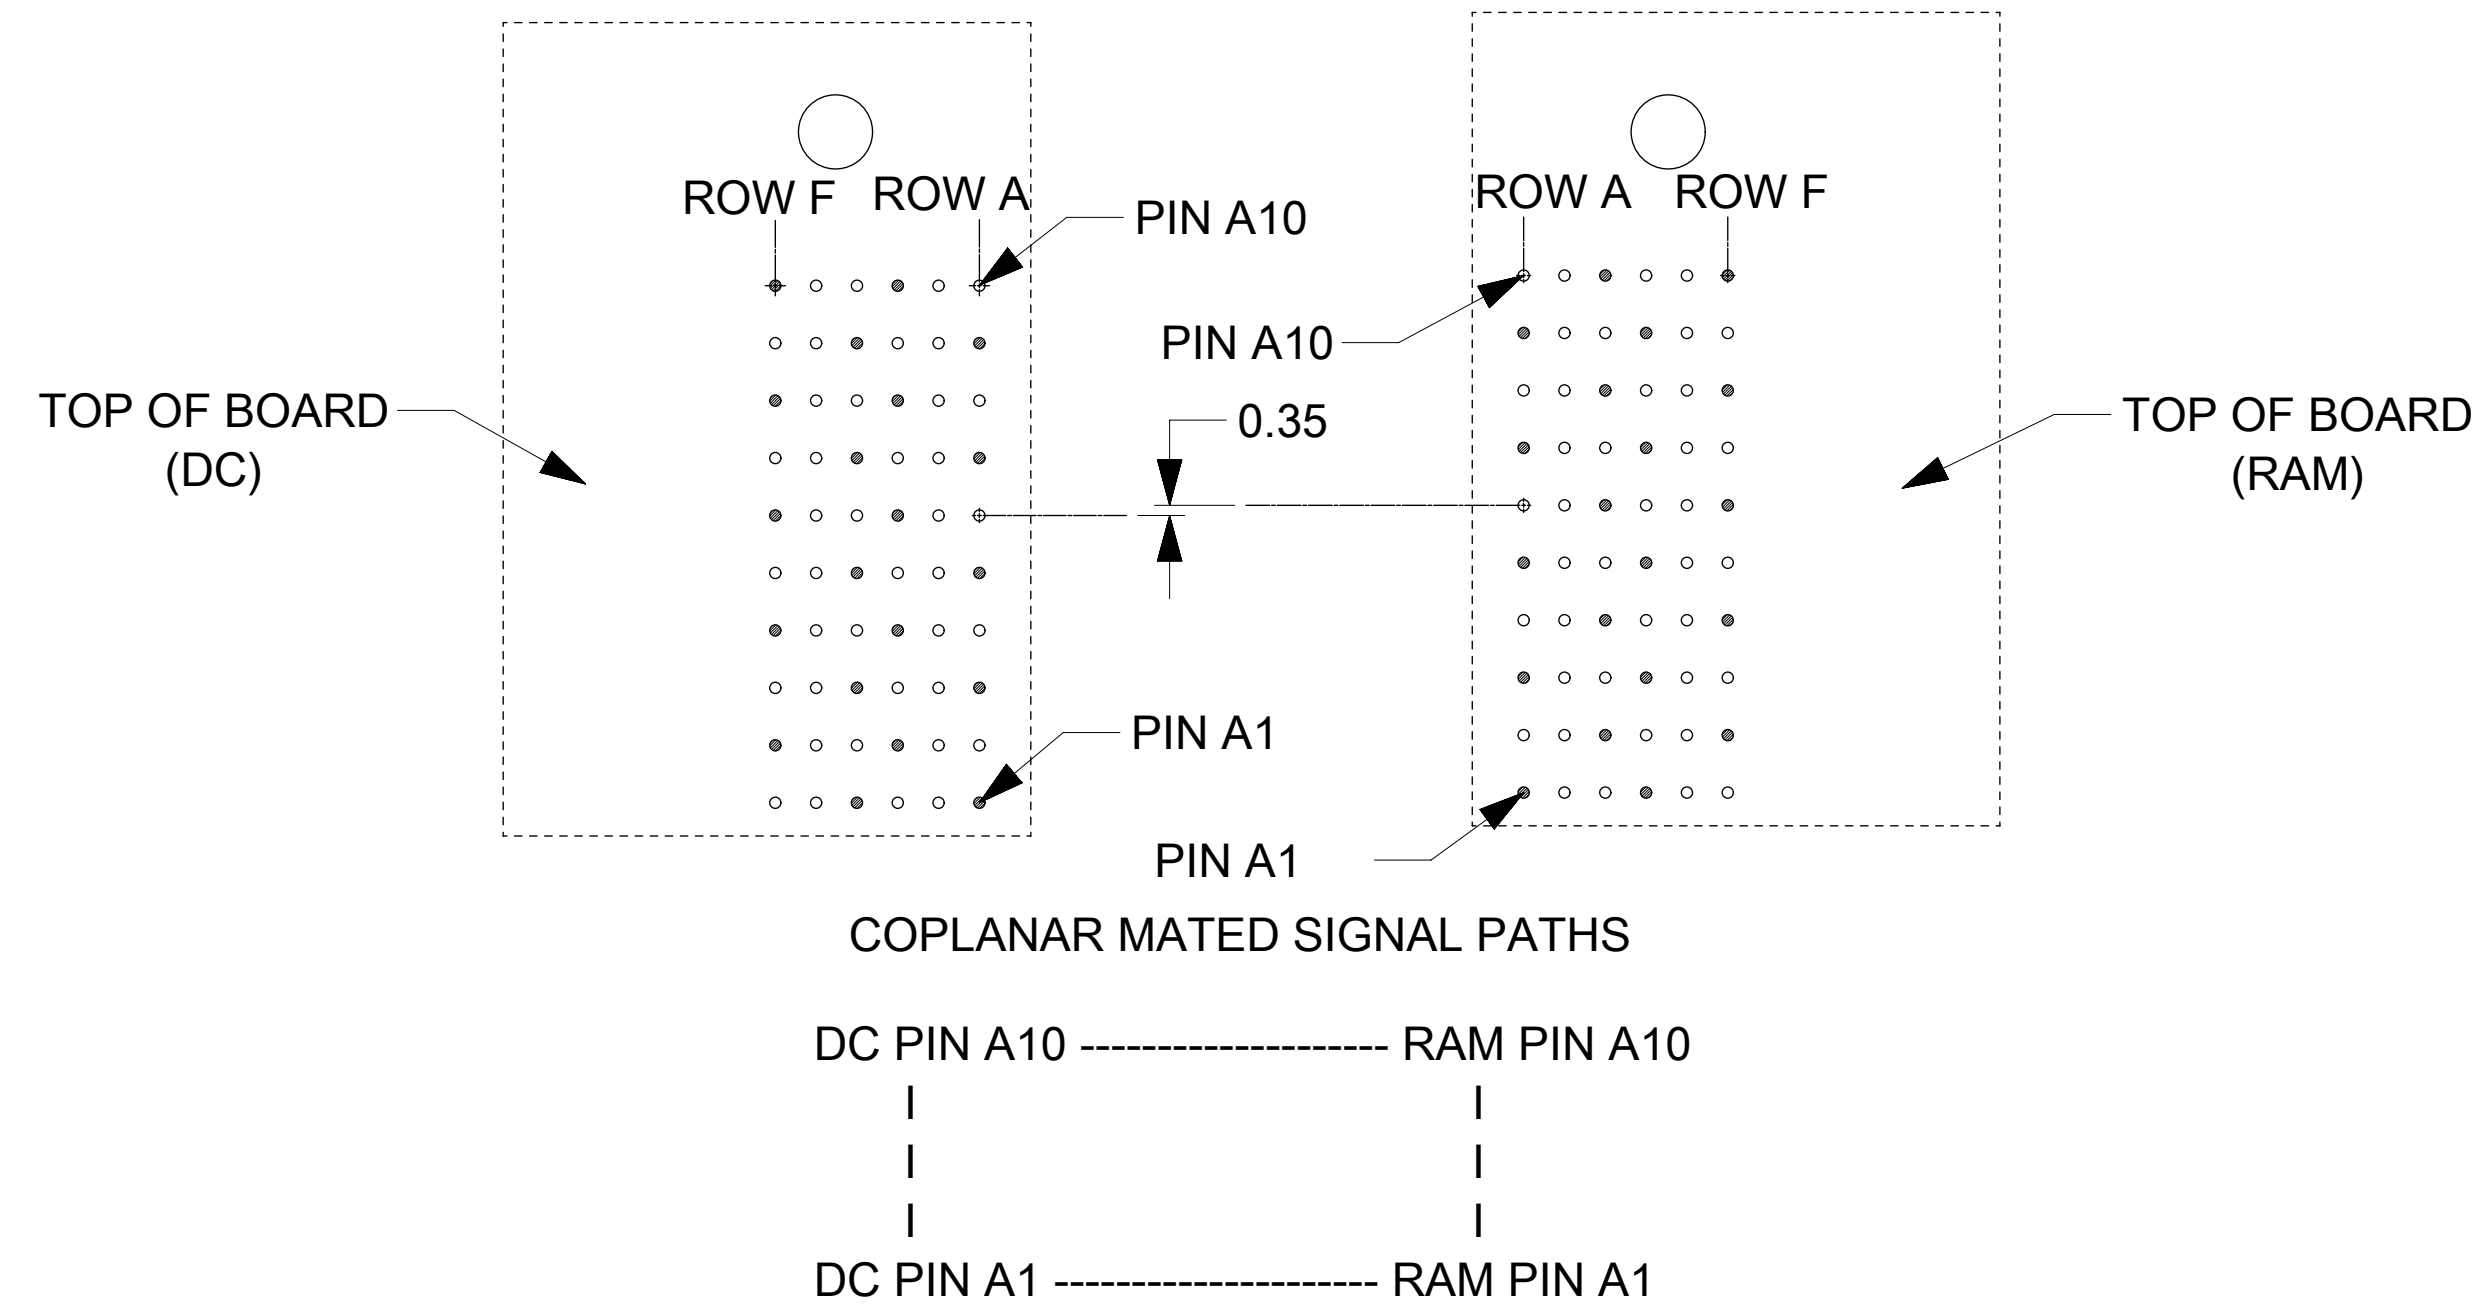 ROW F
ROW A
PIN A10
ROW A
ROW F
PIN A10
TOP OF BOARD
(DC)
0.35
TOP OF BOARD
(RAM)
PIN A1
PIN A1
COPLANAR MATED SIGNAL PATHS
DC PIN A10 -------------------- RAM PIN A10
| |
| |
| |
DC PIN A1 --------------------- RAM PIN A1